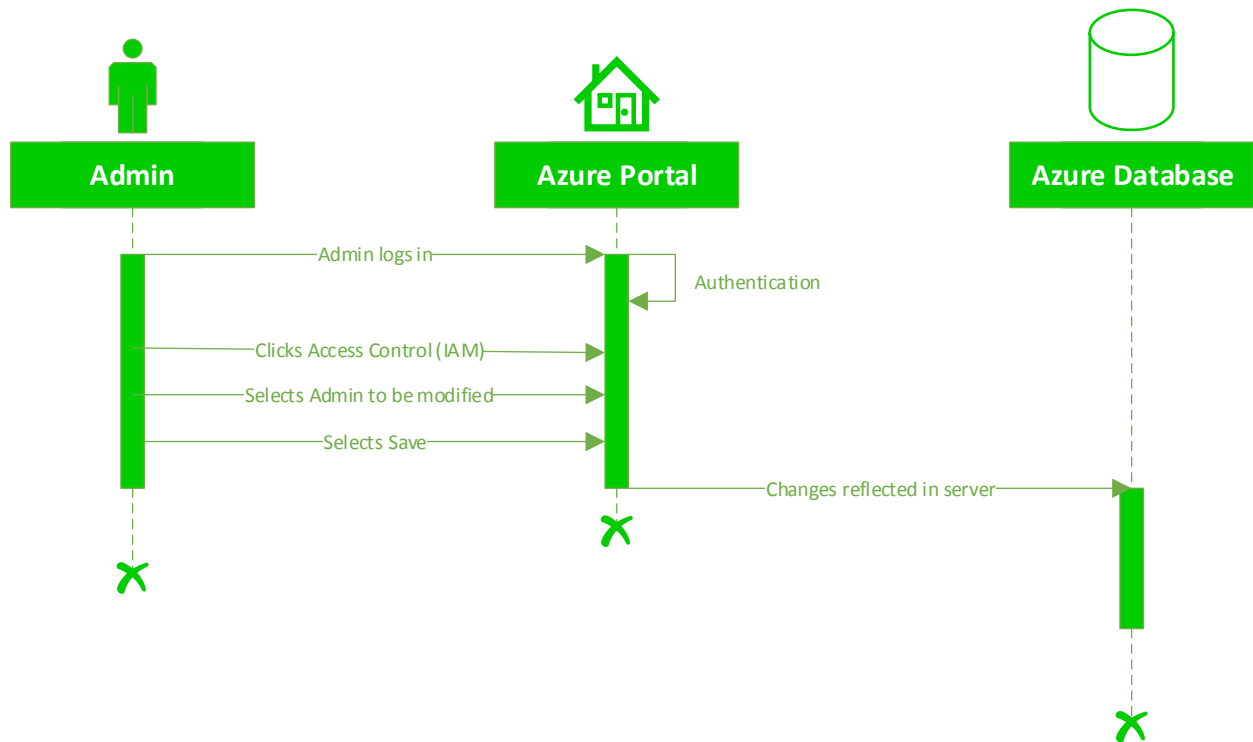 Admin
Azure Portal
Azure Database
Admin logs in
Authentication
Clicks Access Control (IAM)
Selects Admin to be modified
Selects Save
Changes reflected in server